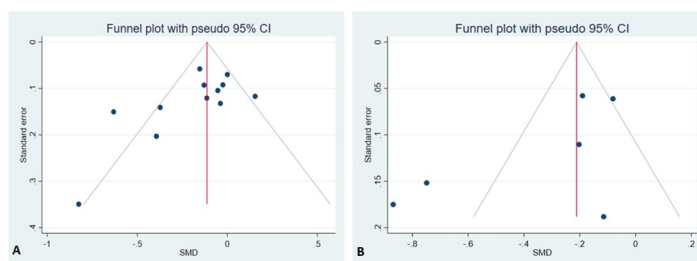 Funnel plot with pseudo 95% CI
Standard error
0
.1
.2
.3
.4
-1
-.5
0
.5
SMD
A
Funnel plot with pseudo 95% CI
Standard error
0
.05
.1
.15
.2
-.8
-.6
-.4
-.2
0
.2
SMD
B